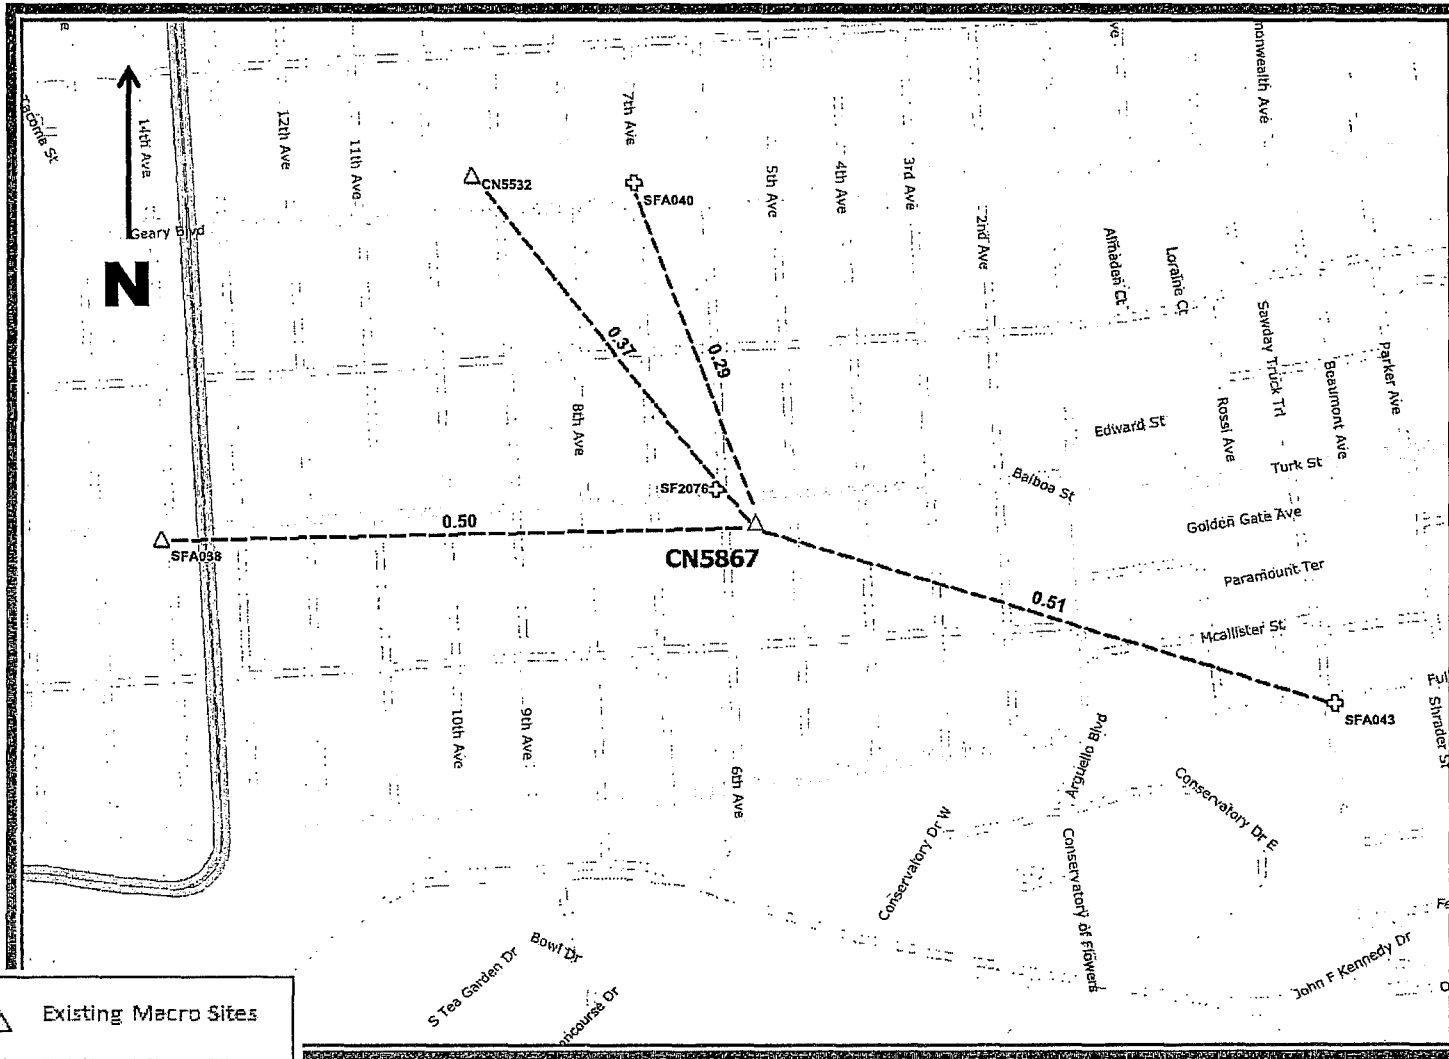 14th Ave
12th Ave
11th Ave
7th Ave
5th Ave
4th Ave
3rd Ave
2nd Ave
CN5532
SFA040
Geary Blvd
N
Almaden Ct
Loraine Ct
Sawday Truck Trl
Beaumont Ave
Parker Ave
0.37
0.29
8th Ave
Rossi Ave
Edward St
Turk St
Balboa St
SF2076
Golden Gate Ave
0.50
SFA038
CN5867
Paramount Ter
0.51
Mcallister St
SFA043
Ful
Shrader St
10th Ave
9th Ave
6th Ave
Arguello Blvd
Conservatory Dr E
Conservatory Dr W
Conservatory of Flowers
John F Kennedy Dr
Bowl Dr
S Tea Garden Dr
oncourse Dr
Existing Macro Sites